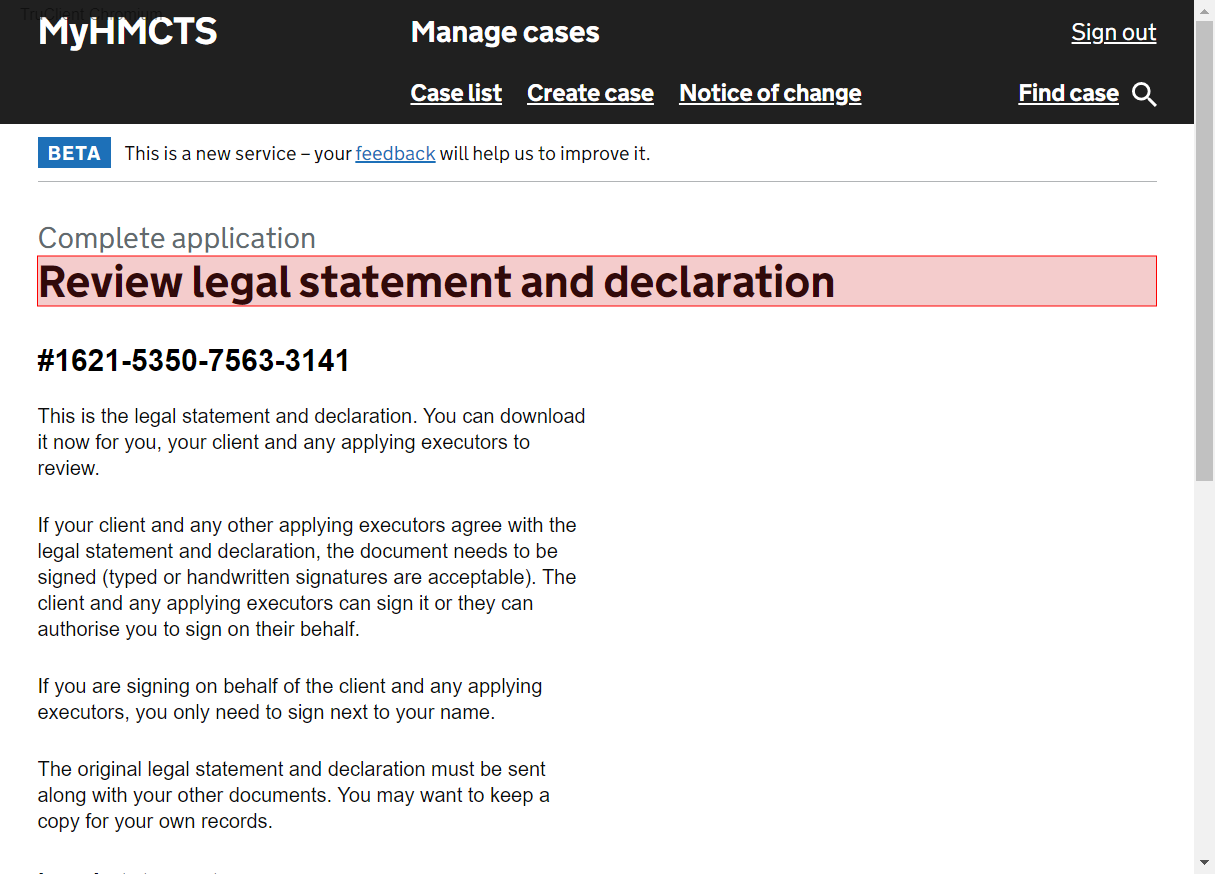 TruClient Chromium
MyHMCTS
Manage cases
Sign out
Case list
Create case
Notice of change
Find case
BETA
This is a new service – your feedback will help us to improve it.
Complete application
Review legal statement and declaration
#1621-5350-7563-3141
This is the legal statement and declaration. You can download
it now for you, your client and any applying executors to
review.
If your client and any other applying executors agree with the
legal statement and declaration, the document needs to be
signed (typed or handwritten signatures are acceptable). The
client and any applying executors can sign it or they can
authorise you to sign on their behalf.
If you are signing on behalf of the client and any applying
executors, you only need to sign next to your name.
The original legal statement and declaration must be sent
along with your other documents. You may want to keep a
copy for your own records.